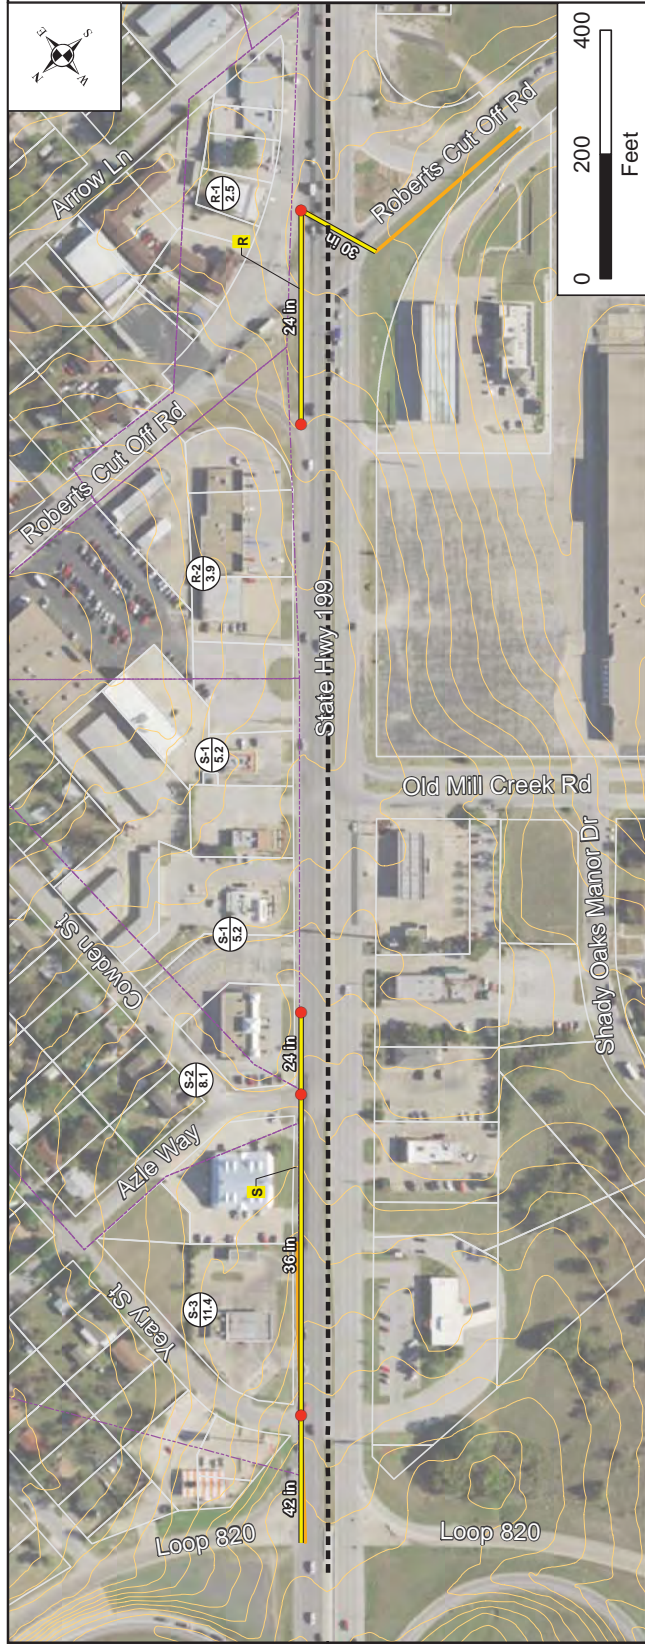 N
E
S
W
0
200
400
Feet
Arrow Ln
R-1
2.5
R
Roberts Cut Off Rd
30 in
24 in
Roberts Cut Off Rd
R-2
3.9
State Hwy 199
S-1
5.2
Old Mill Creek Rd
Shady Oaks Manor Dr
S-1
5.2
Cowden St
24 in
S-2
8.1
Azle Way
S
36 in
Yeary St
S-3
11.4
42 in
Loop 820
Loop 820